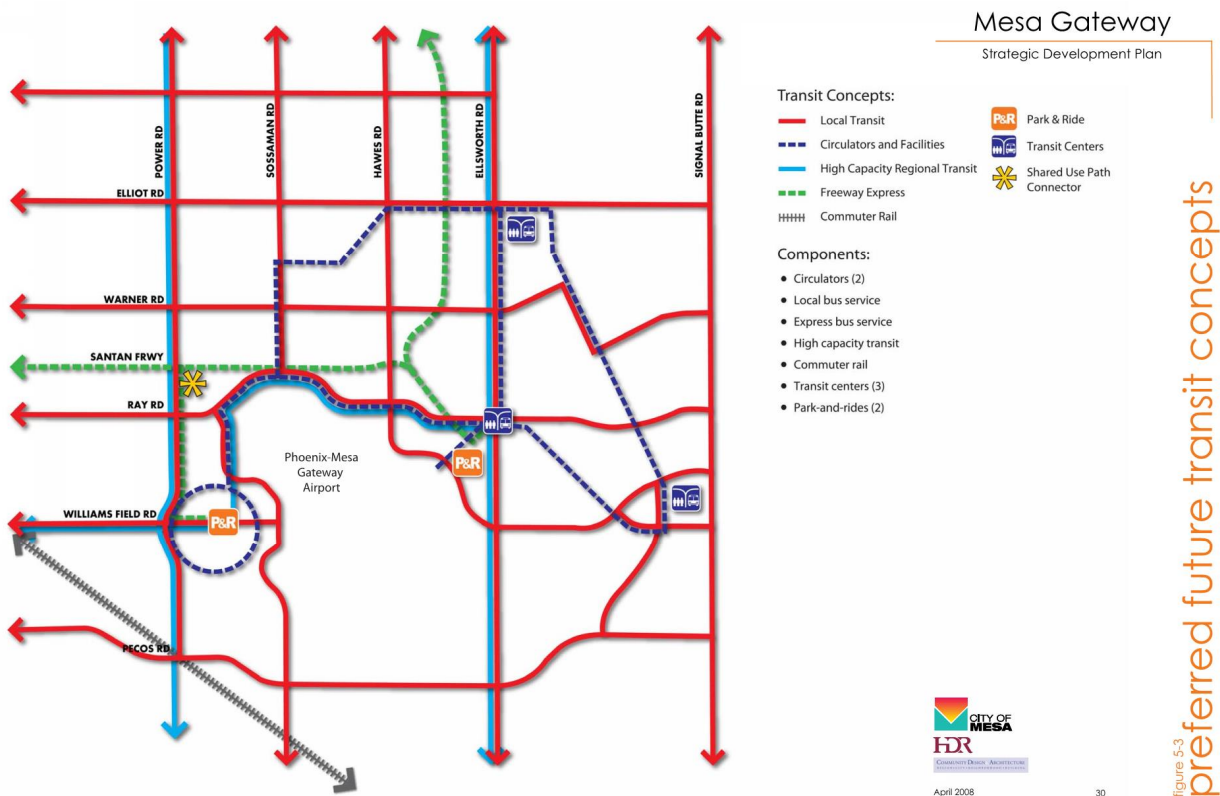 Mesa Gateway
Strategic Development Plan
Transit Concepts:
Local Transit
Circulators and Facilities
High Capacity Regional Transit
Freeway Express
Commuter Rail
P&R Park & Ride
Transit Centers
Shared Use Path
Connector
Components:
• Circulators (2)
• Local bus service
• Express bus service
• High capacity transit
• Commuter rail
• Transit centers (3)
• Park-and-rides (2)
POWER RD
SOSSAMAN RD
HAWES RD
ELLSWORTH RD
SIGNAL BUTTE RD
ELLIOT RD
WARNER RD
SANTAN FRWY
RAY RD
Phoenix-Mesa
Gateway
Airport
P&R
WILLIAMS FIELD RD
P&R
PECOS RD
CITY OF
MESA
HDR
COMMUNITY DESIGN + ARCHITECTURE
April 2008
30
figure 5-3
preferred future transit concepts